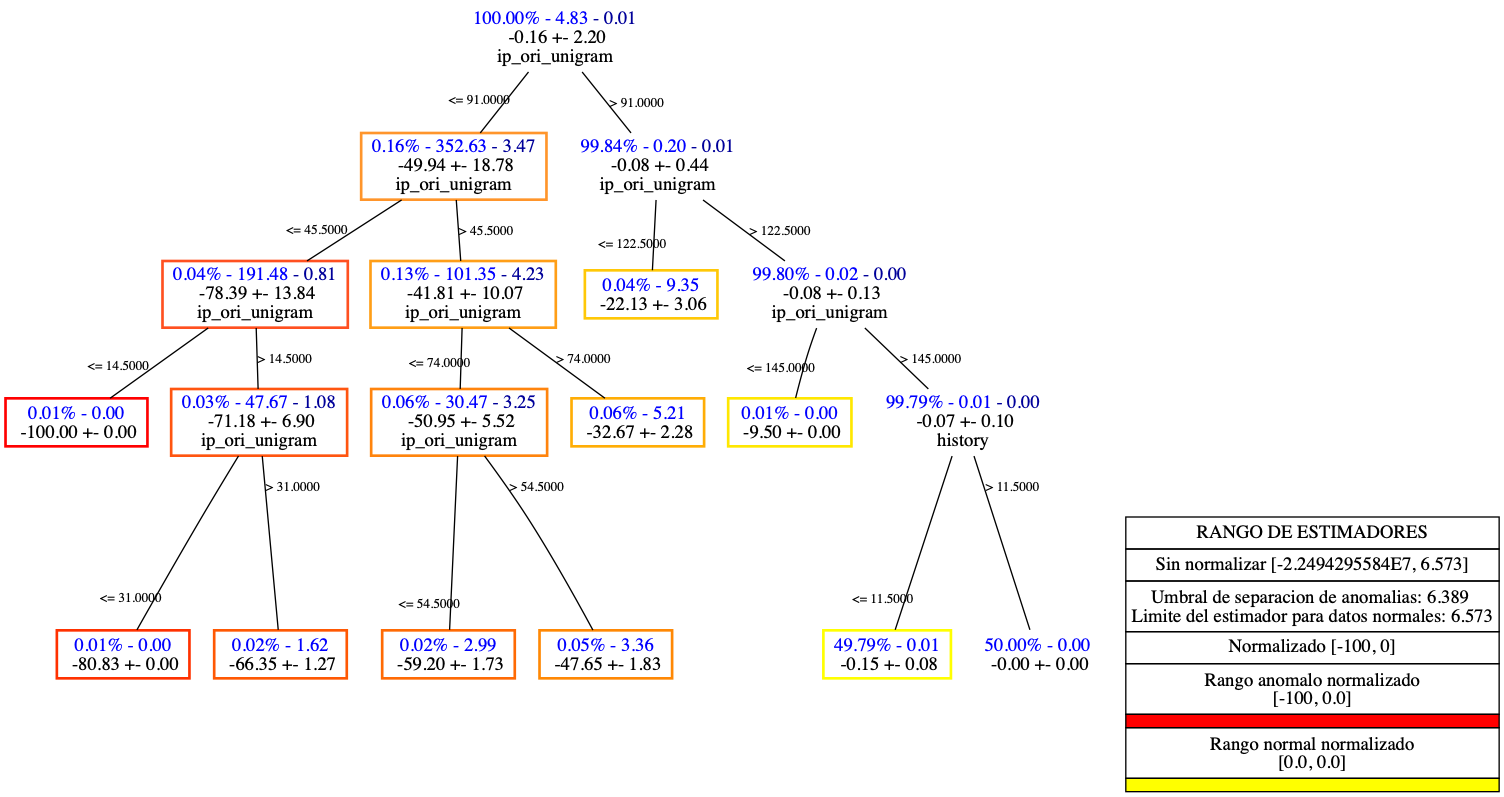 100.00% - 4.83 - 0.01
-0.16 +- 2.20
ip_ori_unigram
<= 91.0000
> 91.0000
0.16% - 352.63 - 3.47
-49.94 +- 18.78
ip_ori_unigram
99.84% - 0.20 - 0.01
-0.08 +- 0.44
ip_ori_unigram
<= 45.5000
> 45.5000
<= 122.5000
> 122.5000
0.04% - 191.48 - 0.81
-78.39 +- 13.84
ip_ori_unigram
0.13% - 101.35 - 4.23
-41.81 +- 10.07
ip_ori_unigram
0.04% - 9.35
-22.13 +- 3.06
99.80% - 0.02 - 0.00
-0.08 +- 0.13
ip_ori_unigram
<= 14.5000
> 14.5000
<= 74.0000
> 74.0000
<= 145.0000
> 145.0000
0.01% - 0.00
-100.00 +- 0.00
0.03% - 47.67 - 1.08
-71.18 +- 6.90
ip_ori_unigram
0.06% - 30.47 - 3.25
-50.95 +- 5.52
ip_ori_unigram
0.06% - 5.21
-32.67 +- 2.28
0.01% - 0.00
-9.50 +- 0.00
99.79% - 0.01 - 0.00
-0.07 +- 0.10
history
<= 31.0000
> 31.0000
<= 54.5000
> 54.5000
<= 11.5000
> 11.5000
0.01% - 0.00
-80.83 +- 0.00
0.02% - 1.62
-66.35 +- 1.27
0.02% - 2.99
-59.20 +- 1.73
0.05% - 3.36
-47.65 +- 1.83
49.79% - 0.01
-0.15 +- 0.08
50.00% - 0.00
-0.00 +- 0.00
RANGO DE ESTIMADORES
Sin normalizar [-2.2494295584E7, 6.573]
Umbral de separacion de anomalias: 6.389
Limite del estimador para datos normales: 6.573
Normalizado [-100, 0]
Rango anomalo normalizado
[-100, 0.0]
Rango normal normalizado
[0.0, 0.0]